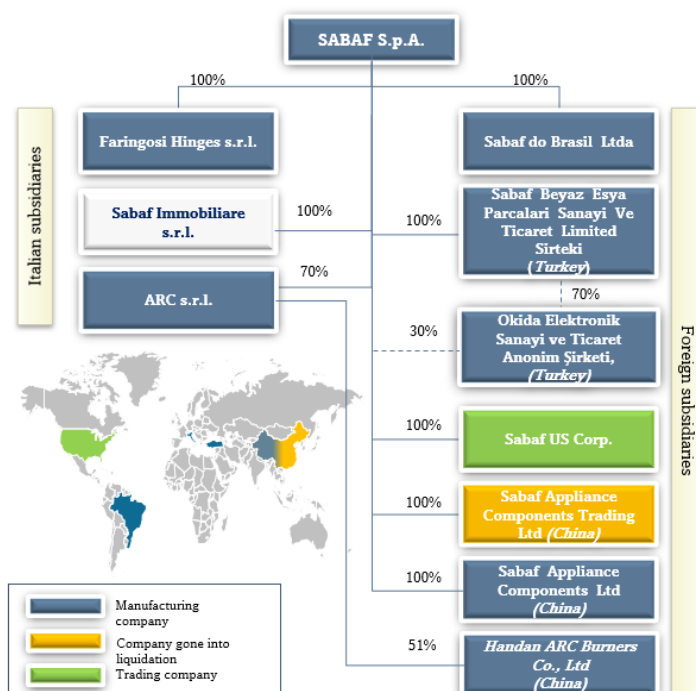 SABAF S.p.A.
100%
100%
Italian subsidiaries
Faringosi Hinges s.r.l.
Sabaf Immobiliare
s.r.l.
100%
ARC s.r.l.
70%
Sabaf do Brasil Ltda
100%
Sabaf Beyaz Esya
Parcalari Sanayi Ve
Ticaret Limited
Sirteki
(Turkey)
70%
30%
Okida Elektronik
Sanayi ve Ticaret
Anonim Şirketi,
(Turkey)
100%
Sabaf US Corp.
100%
Sabaf Appliance
Components Trading
Ltd (China)
100%
Sabaf Appliance
Components Ltd
(China)
51%
Handan ARC Burners
Co., Ltd
(China)
Foreign subsidiaries
Manufacturing
company
Company gone into
liquidation
Trading company